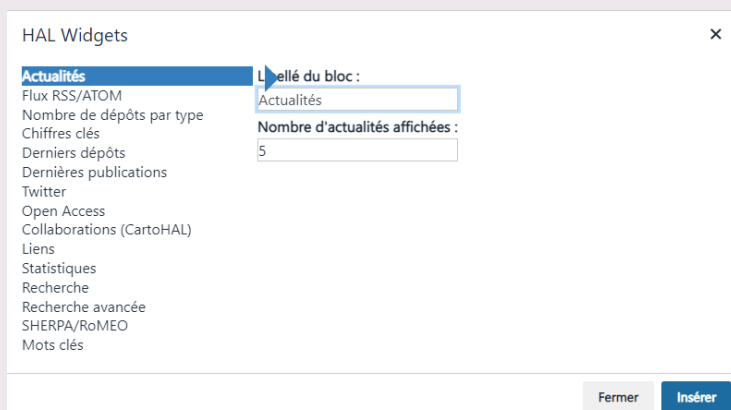 HAL Widgets
Actualités
Flux RSS/ATOM
Nombre de dépôts par type
Chiffres clés
Derniers dépôts
Dernières publications
Twitter
Open Access
Collaborations (CartoHAL)
Liens
Statistiques
Recherche
Recherche avancée
SHERPA/RoMEO
Mots clés
Libellé du bloc :
Actualités
Nombre d'actualités affichées :
5
Fermer
Insérer